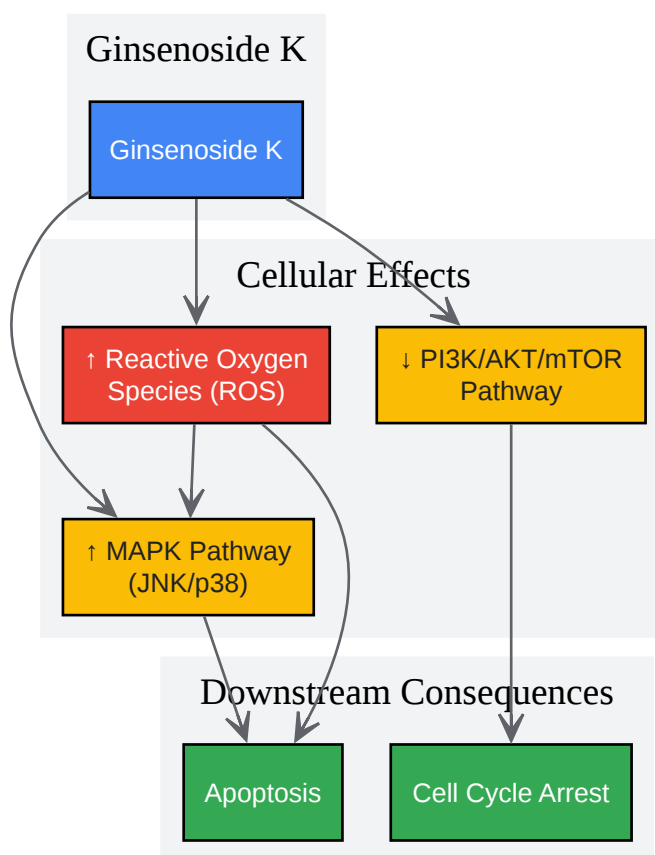 Ginsenoside K
Ginsenoside K
Cellular Effects
↑ Reactive Oxygen
Species (ROS)
↓ PI3K/AKT/mTOR
Pathway
↑ MAPK Pathway
(JNK/p38)
Downstream Consequences
Apoptosis
Cell Cycle Arrest